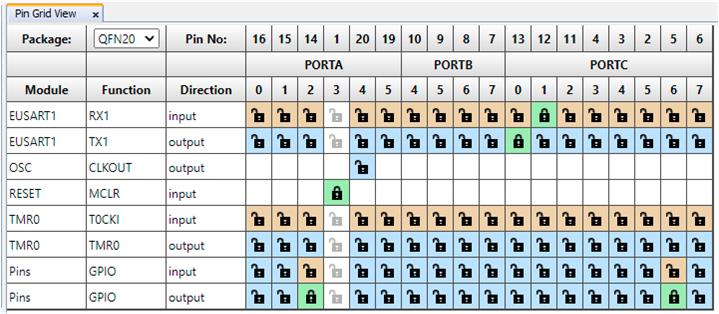 Pin Grid View x
Package: QFN20 Pin No: 16 15 14 1 20 19 10 9 8 7 13 12 11 4 3 2 5 6
PORTA PORTB PORTC
Module Function Direction 0 1 2 3 4 5 4 5 6 7 0 1 2 3 4 5 6 7
EUSART1 RX1 input
EUSART1 TX1 output
OSC CLKOUT output
RESET MCLR input
TMR0 T0CKI input
TMR0 TMR0 output
Pins GPIO input
Pins GPIO output